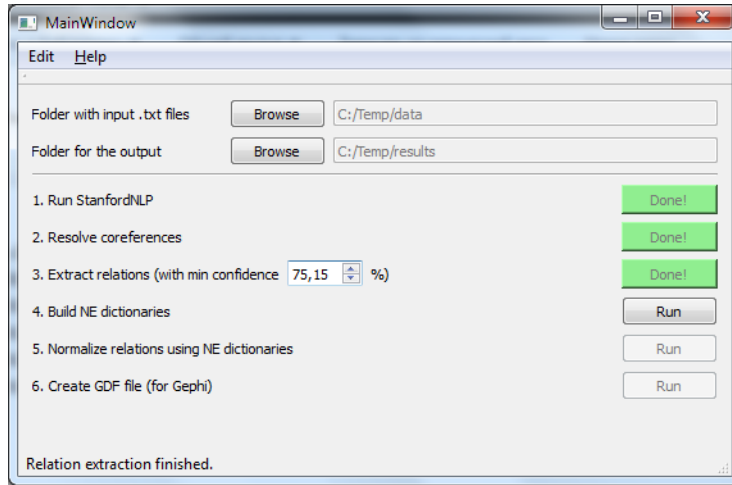 MainWindow
Edit Help
Folder with input .txt files Browse C:/Temp/data
Folder for the output Browse C:/Temp/results
1. Run StanfordNLP Done!
2. Resolve coreferences Done!
3. Extract relations (with min confidence 75,15 %) Done!
4. Build NE dictionaries Run
5. Normalize relations using NE dictionaries Run
6. Create GDF file (for Gephi) Run
Relation extraction finished.